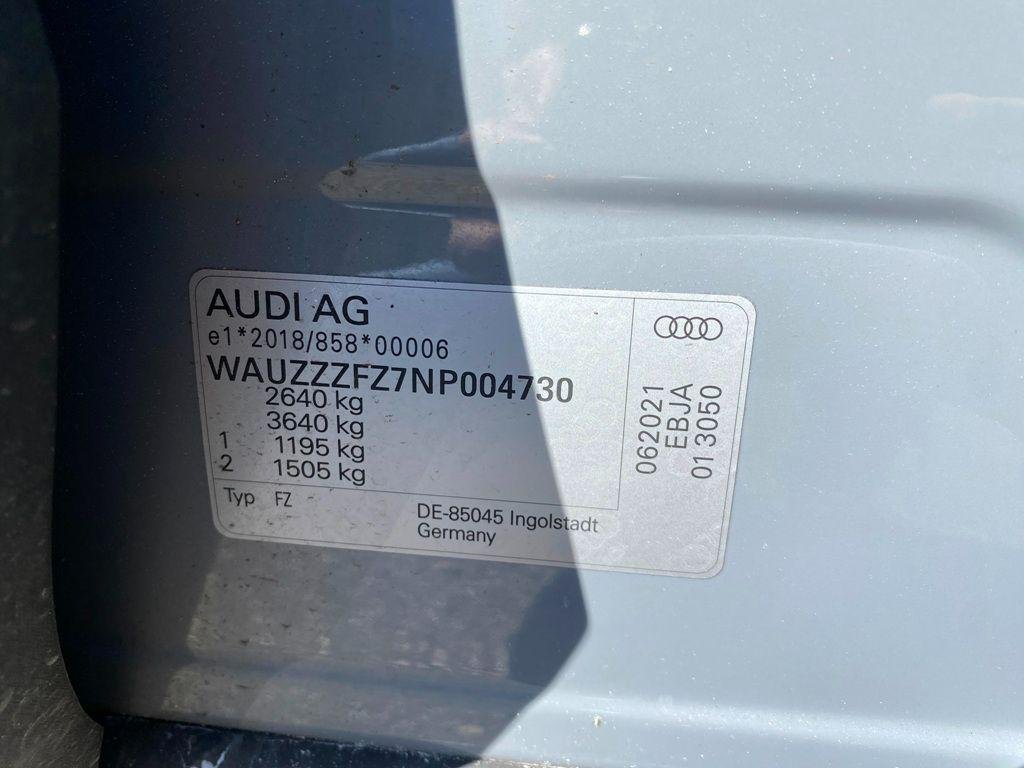 AUDI AG
e1*2018/858*00006
WAUZZZFZ7NP004730
2640 kg
3640 kg
1 1195 kg
2 1505 kg
Typ FZ
DE-85045 Ingolstadt
Germany
062021
EBJA
013050